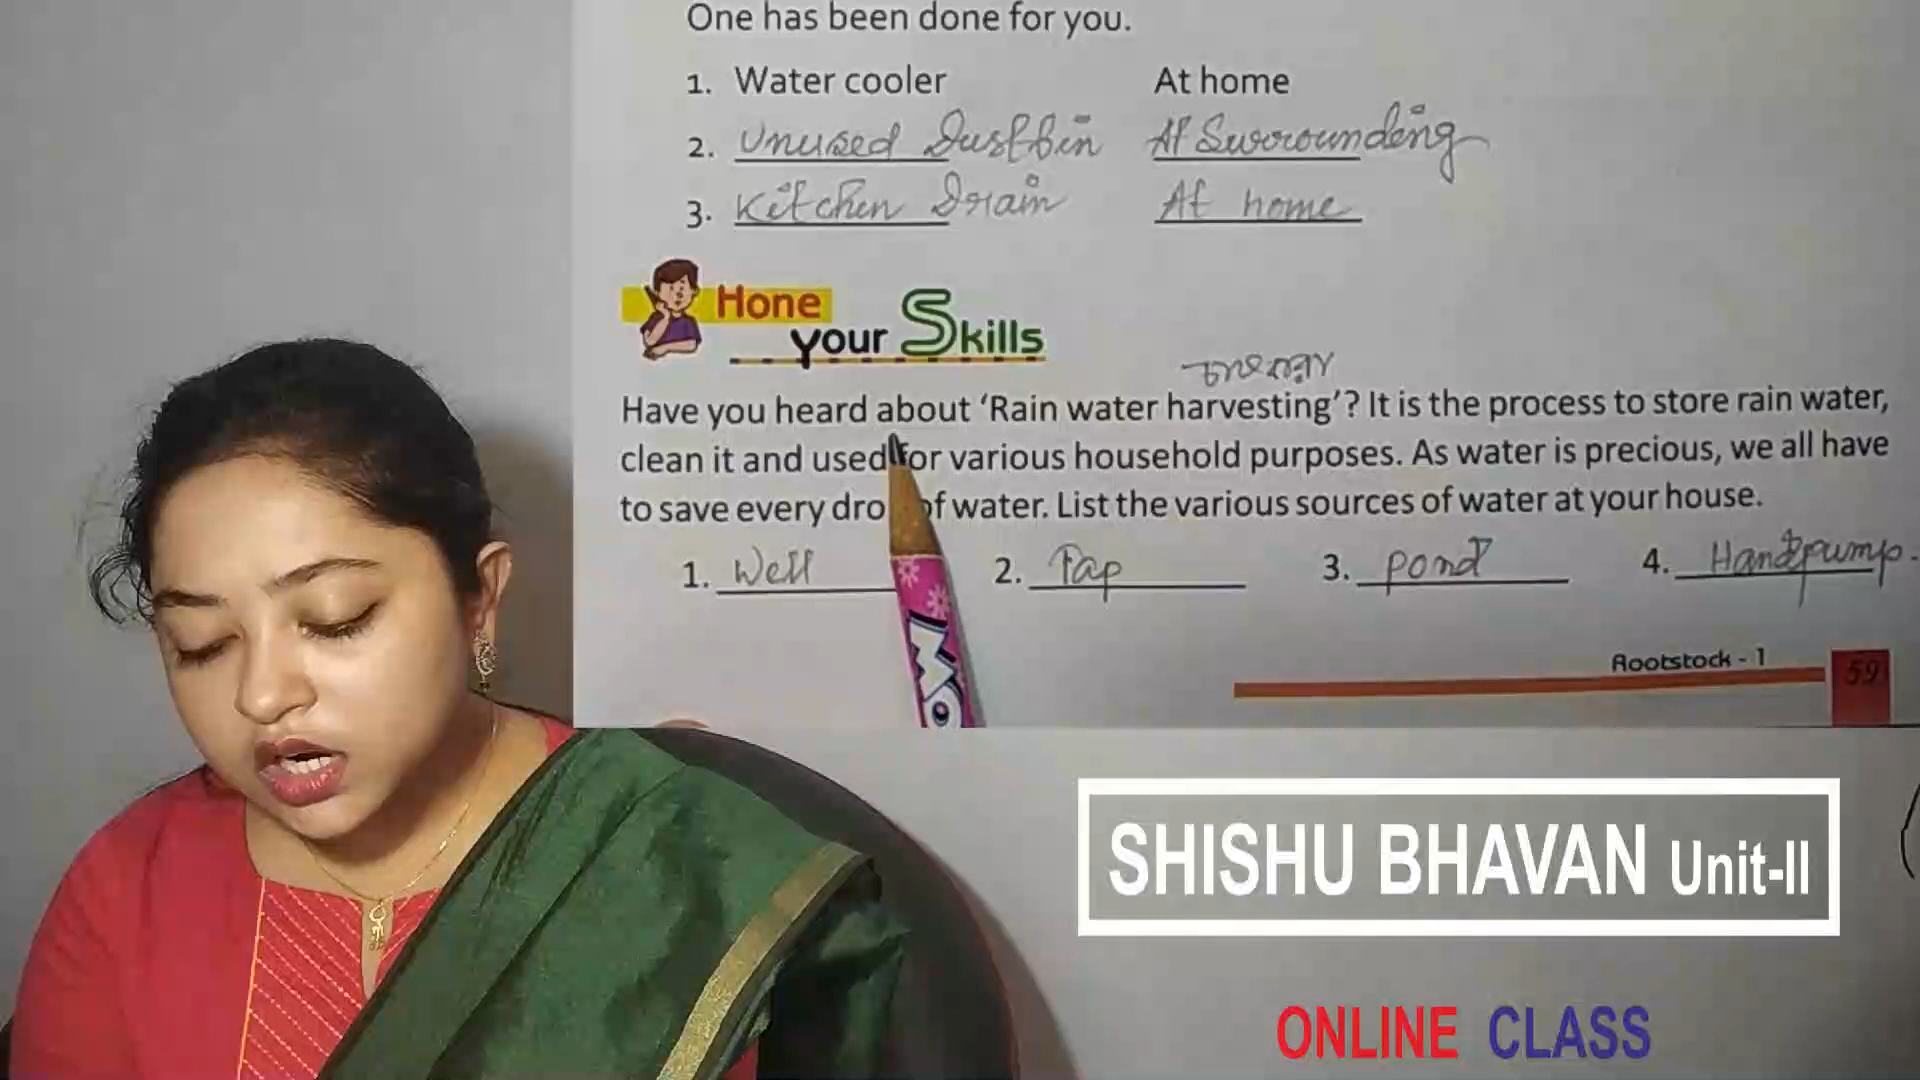 One has been done for you.
1. Water cooler At home
2. Unused Dustbin At Surrounding
3. Kitchen Drain At home
Hone
your Skills
Have you heard about ‘Rain water harvesting’? It is the process to store rain water,
clean it and used for various household purposes. As water is precious, we all have
to save every dro of water. List the various sources of water at your house.
1. Well 2. Tap 3. Pond 4. Handpump.
Rootstock - 1 59
MO
SHISHU BHAVAN Unit-II
ONLINE CLASS